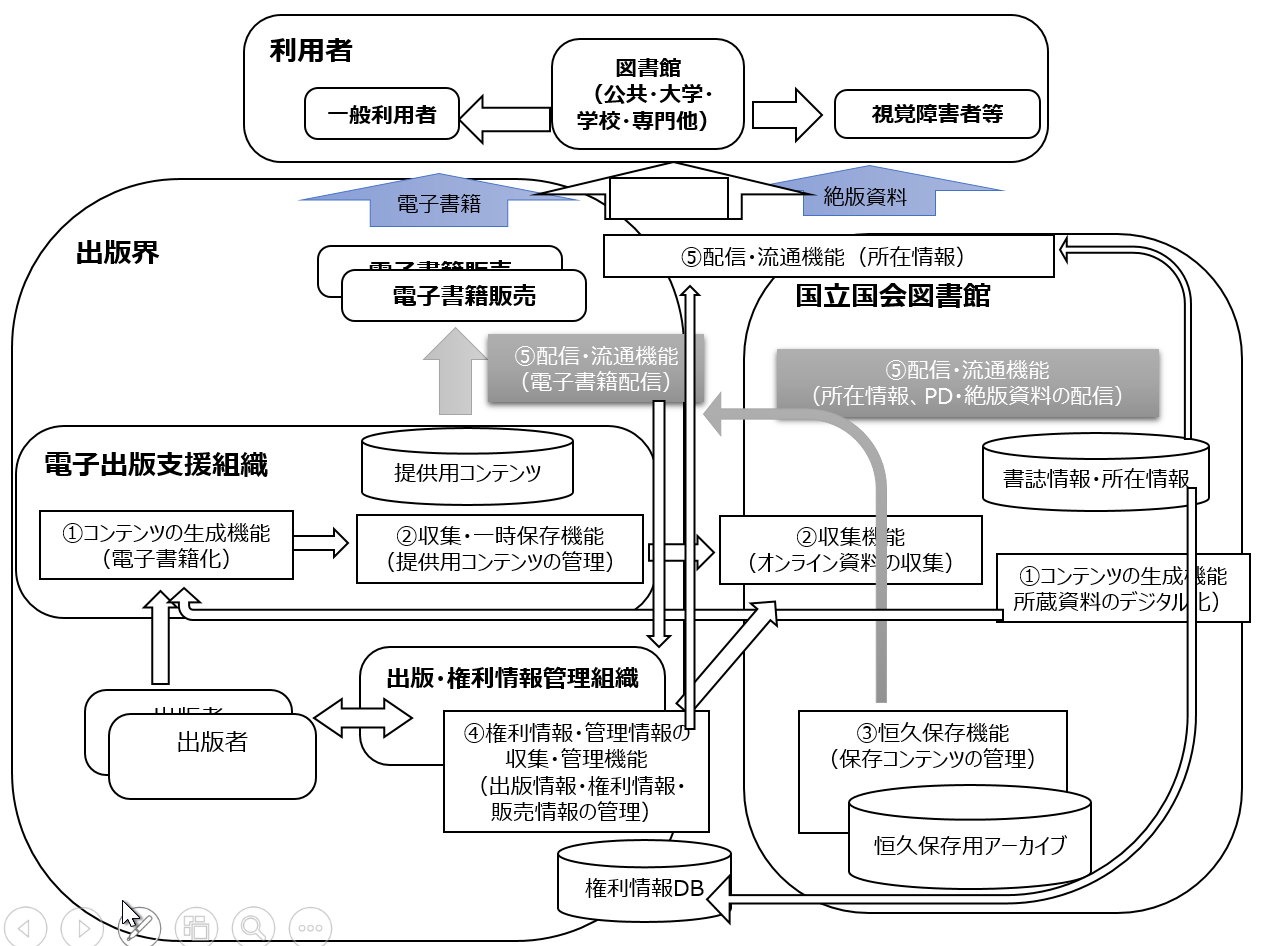 利用者
図書館
（公共・大学・
学校・専門他）
一般利用者
視覚障害者等
電子書籍
絶版資料
出版界
⑤配信・流通機能（所在情報）
電子書籍販売
電子書籍販売
国立国会図書館
⑤配信・流通機能
（電子書籍配信）
⑤配信・流通機能
（所在情報、PD・絶版資料の配信）
電子出版支援組織
提供用コンテンツ
書誌情報・所在情報
①コンテンツの生成機能
（電子書籍化）
②収集・一時保存機能
（提供用コンテンツの管理）
②収集機能
（オンライン資料の収集）
①コンテンツの生成機能
所蔵資料のデジタル化）
出版・権利情報管理組織
出版者
出版者
④権利情報・管理情報の
収集・管理機能
（出版情報・権利情報・
販売情報の管理）
③恒久保存機能
（保存コンテンツの管理）
恒久保存用アーカイブ
権利情報DB